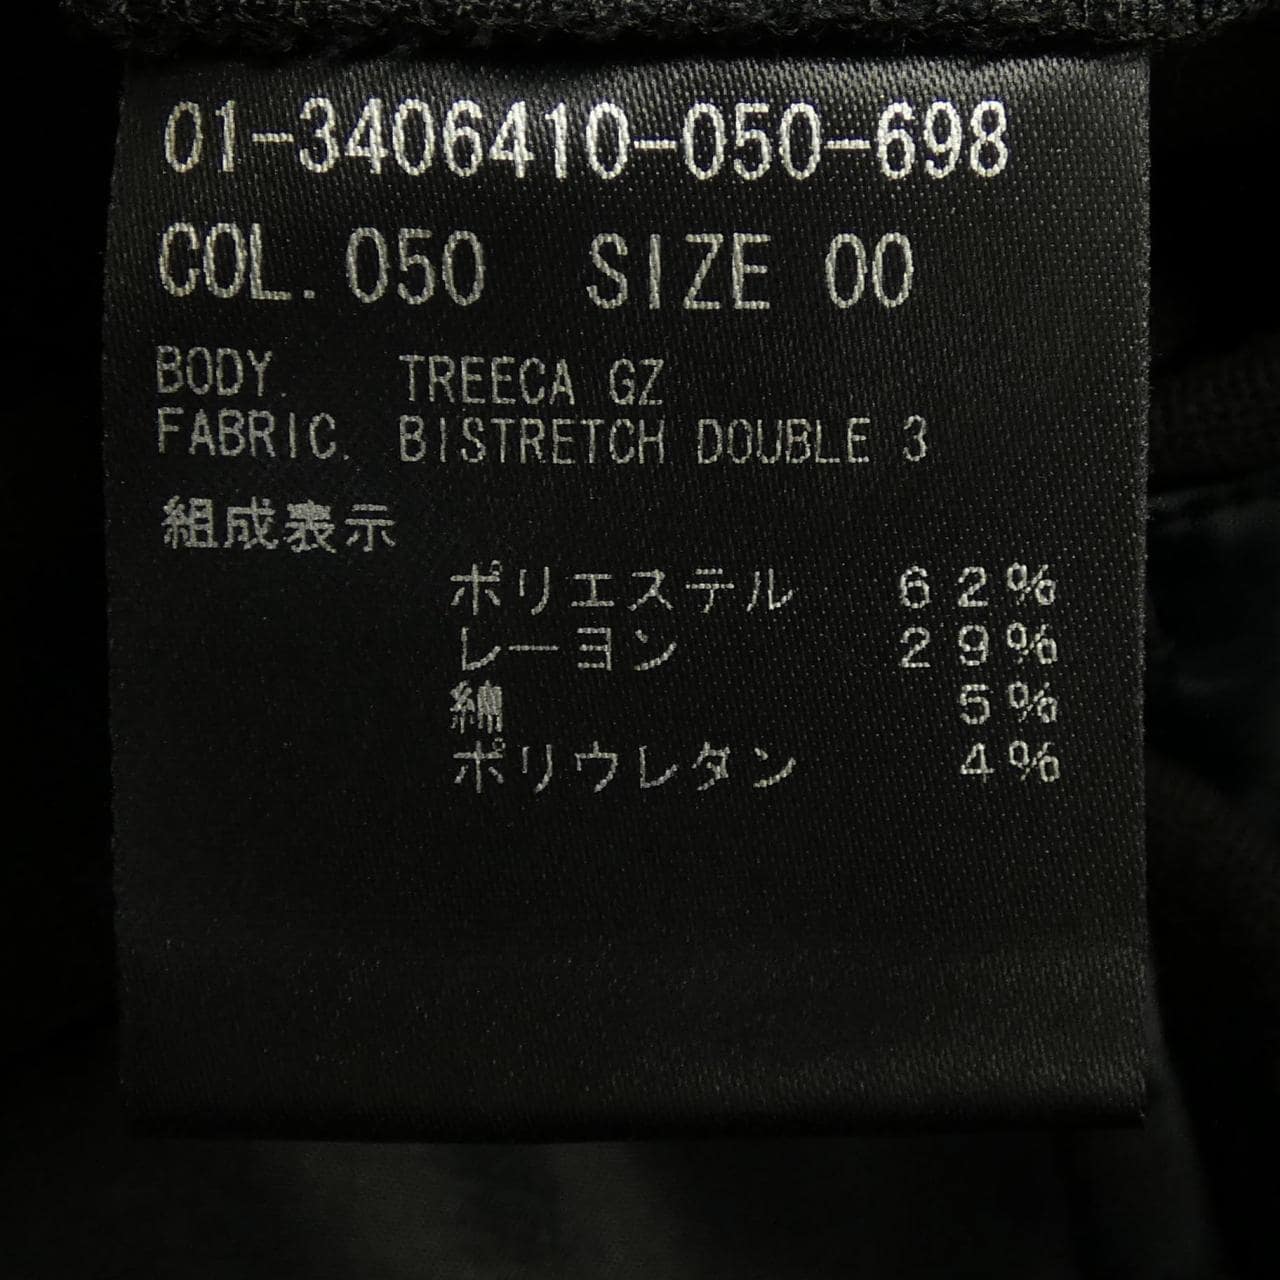 01-3406410-050-698
COL. 050 SIZE 00
BODY. TREECA GZ
FABRIC. BISTRETCH DOUBLE 3
組成表示
ポリエステル 62%
レーヨン 29%
綿 5%
ポリウレタン 4%